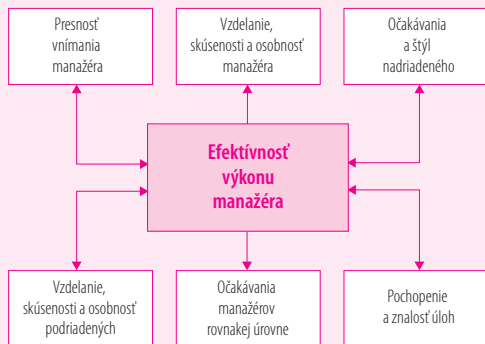 Presnosť
vnímania
manažéra
Vzdelanie,
skúsenosti a osobnosť
manažéra
Očakávania
a štýl
nadriadeného
Efektívnosť
výkonu
manažéra
Vzdelanie,
skúsenosti a osobnosť
podriadených
Očakávania
manažérov
rovnakej úrovne
Pochopenie
a znalosť úloh